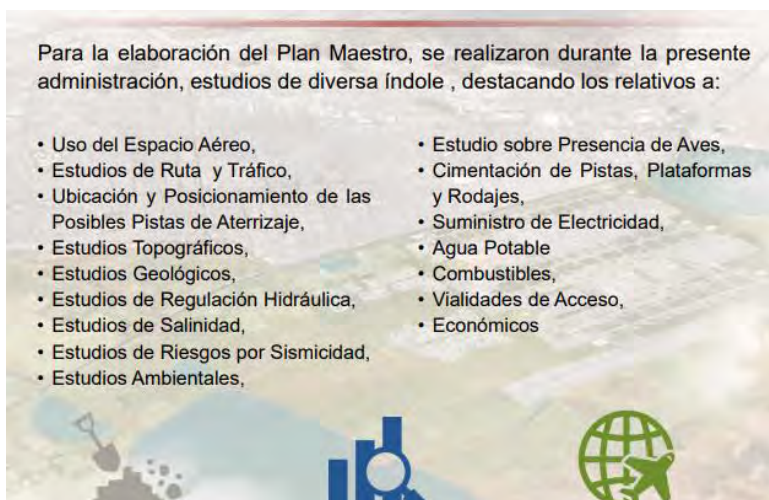 Para la elaboración del Plan Maestro, se realizaron durante la presente
administración, estudios de diversa índole , destacando los relativos a:
• Uso del Espacio Aéreo,
• Estudios de Ruta y Tráfico,
• Ubicación y Posicionamiento de las
Posibles Pistas de Aterrizaje,
• Estudios Topográficos,
• Estudios Geológicos,
• Estudios de Regulación Hidráulica,
• Estudios de Salinidad,
• Estudios de Riesgos por Sismicidad,
• Estudios Ambientales,
• Estudio sobre Presencia de Aves,
• Cimentación de Pistas, Plataformas
y Rodajes,
• Suministro de Electricidad,
• Agua Potable
• Combustibles,
• Vialidades de Acceso,
• Económicos